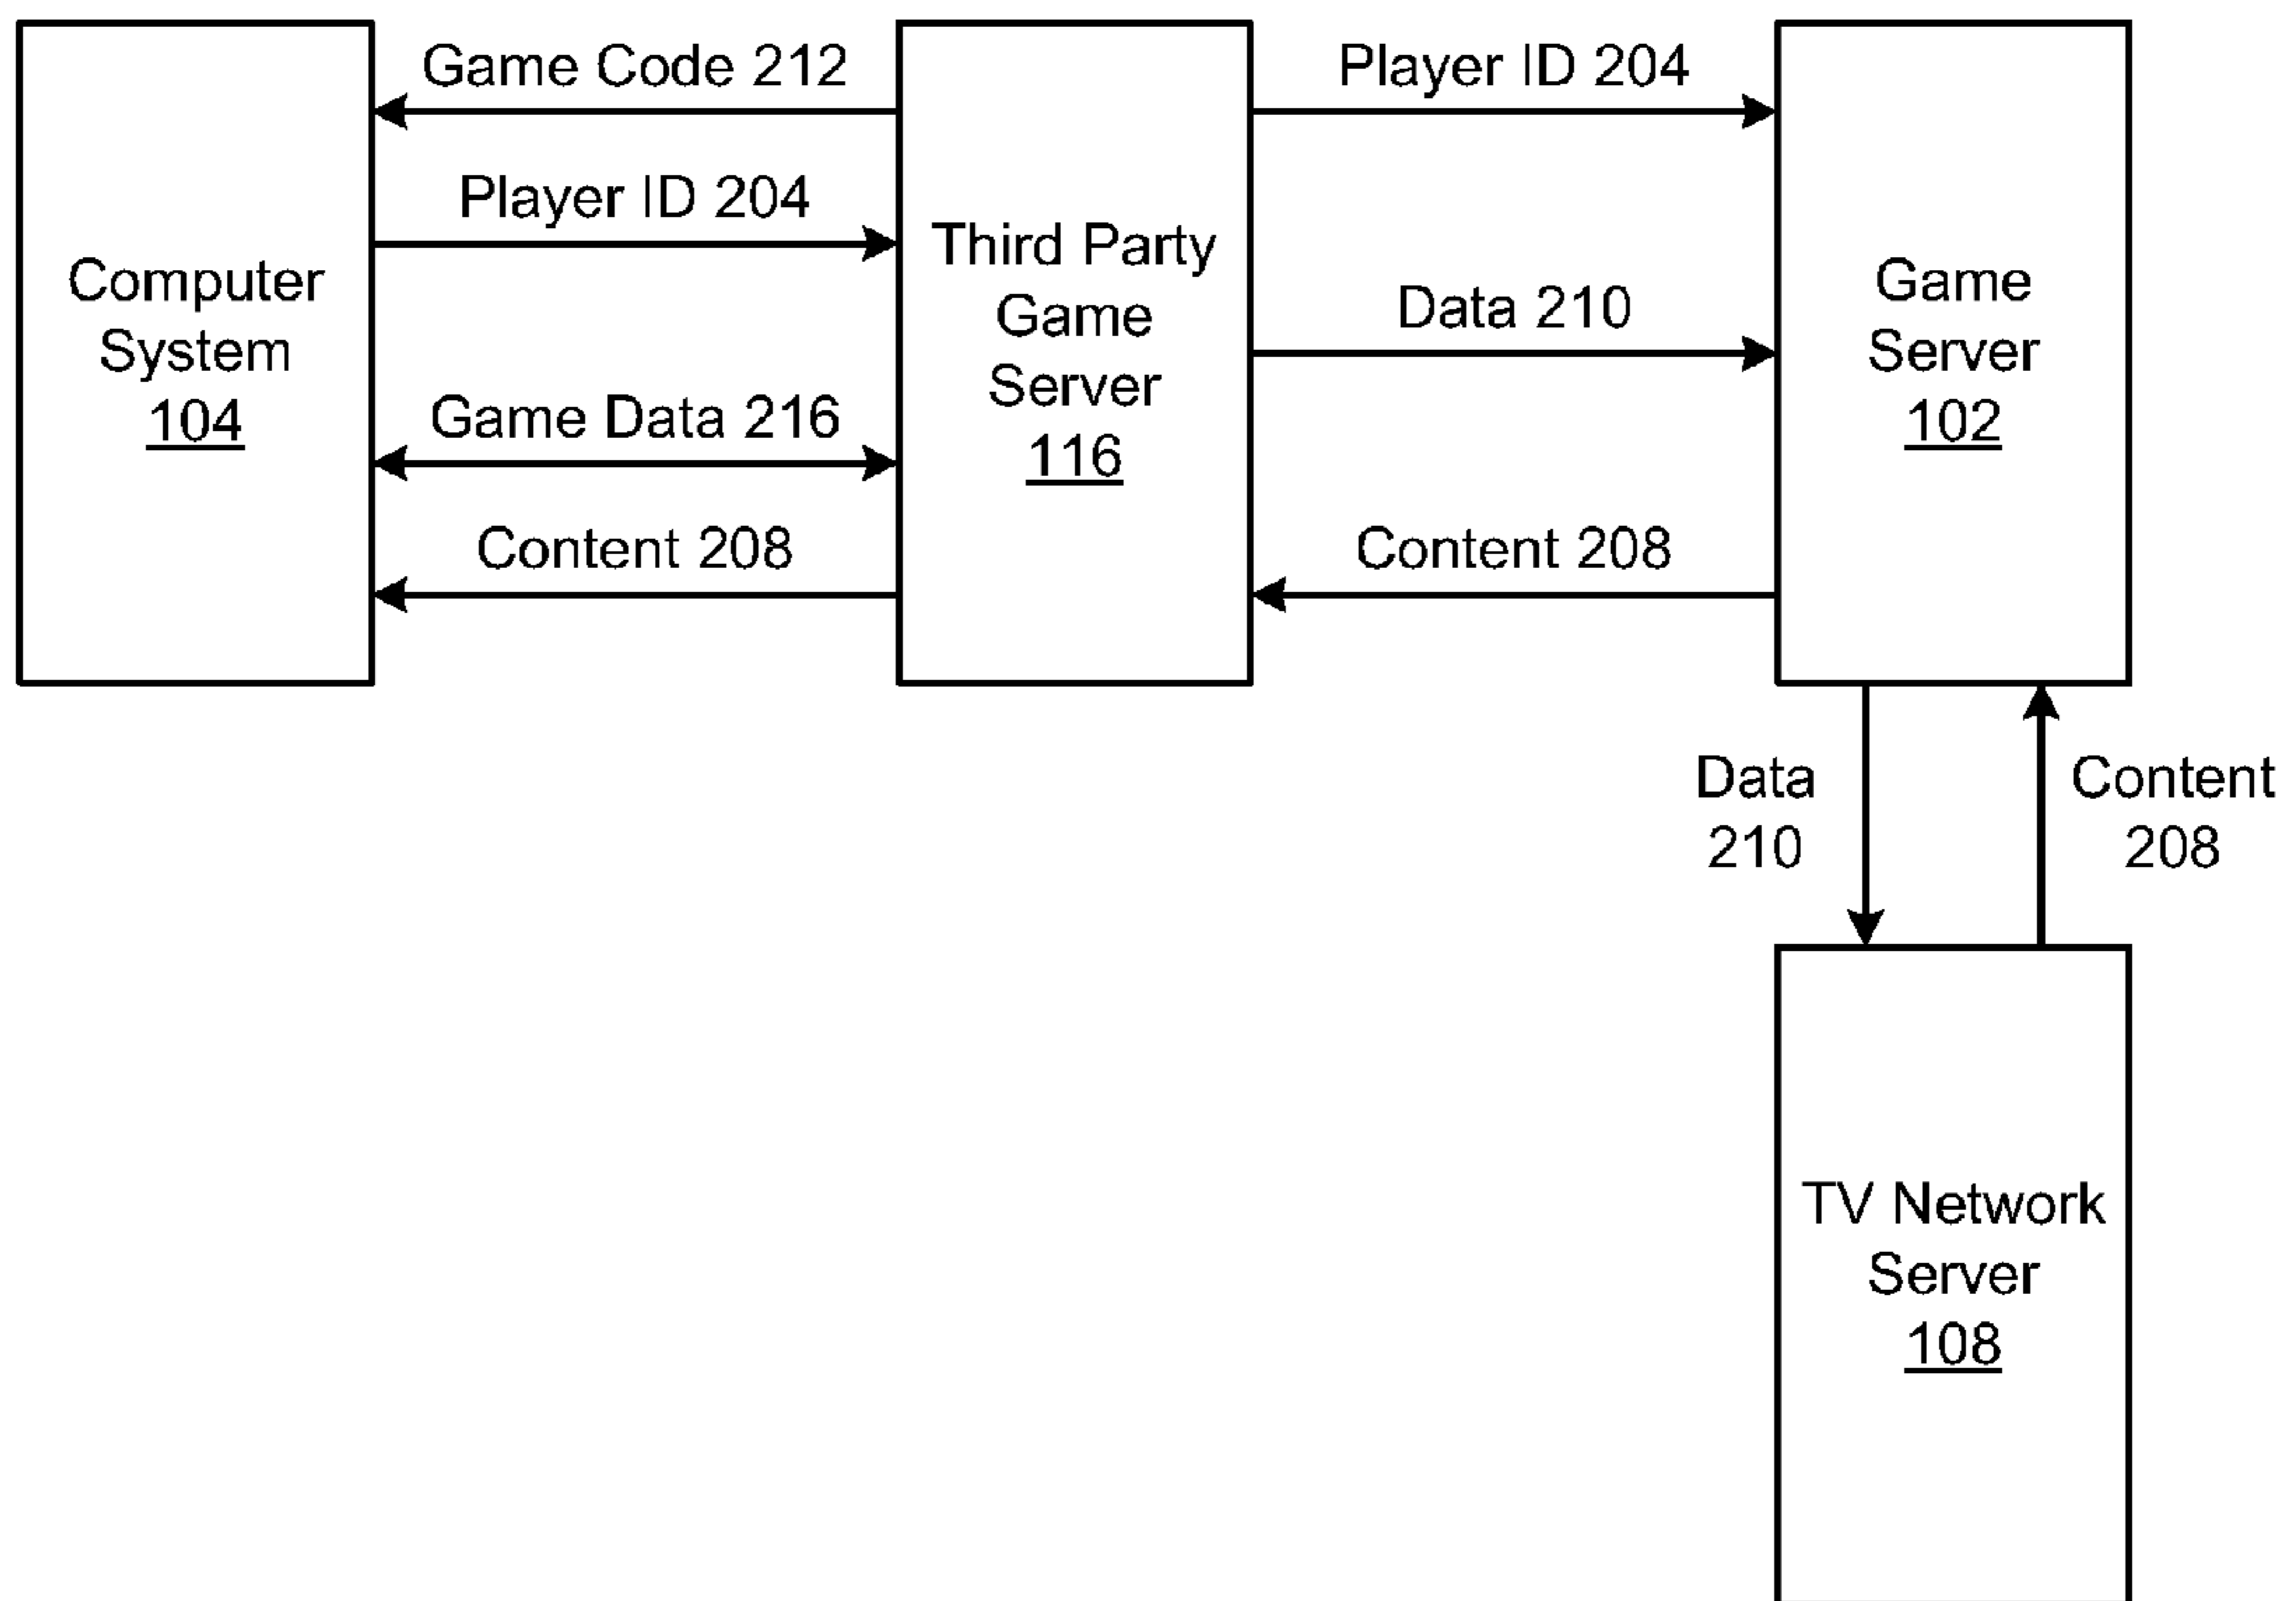 Game Code 212
Player ID 204
Player ID 204
Third Party
Game
Server
116
Computer
System
104
Game
Server
102
Data 210
Game Data 216
Content 208
Content 208
Data
210
Content
208
TV Network
Server
108